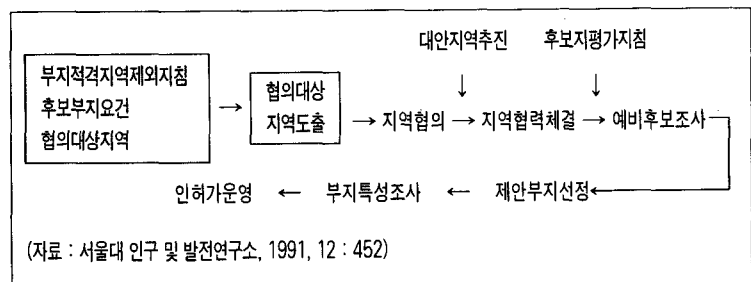 대안지역추진 후보지평가지침
부지적격지역제외지침
후보부지요건
협의대상지역
→
협의대상
지역도출
→ 지역협의 → 지역협력체결 → 예비후보조사
인허가운영 ← 부지특성조사 ← 제안부지선정
(자료 : 서울대 인구 및 발전연구소, 1991, 12 : 452)